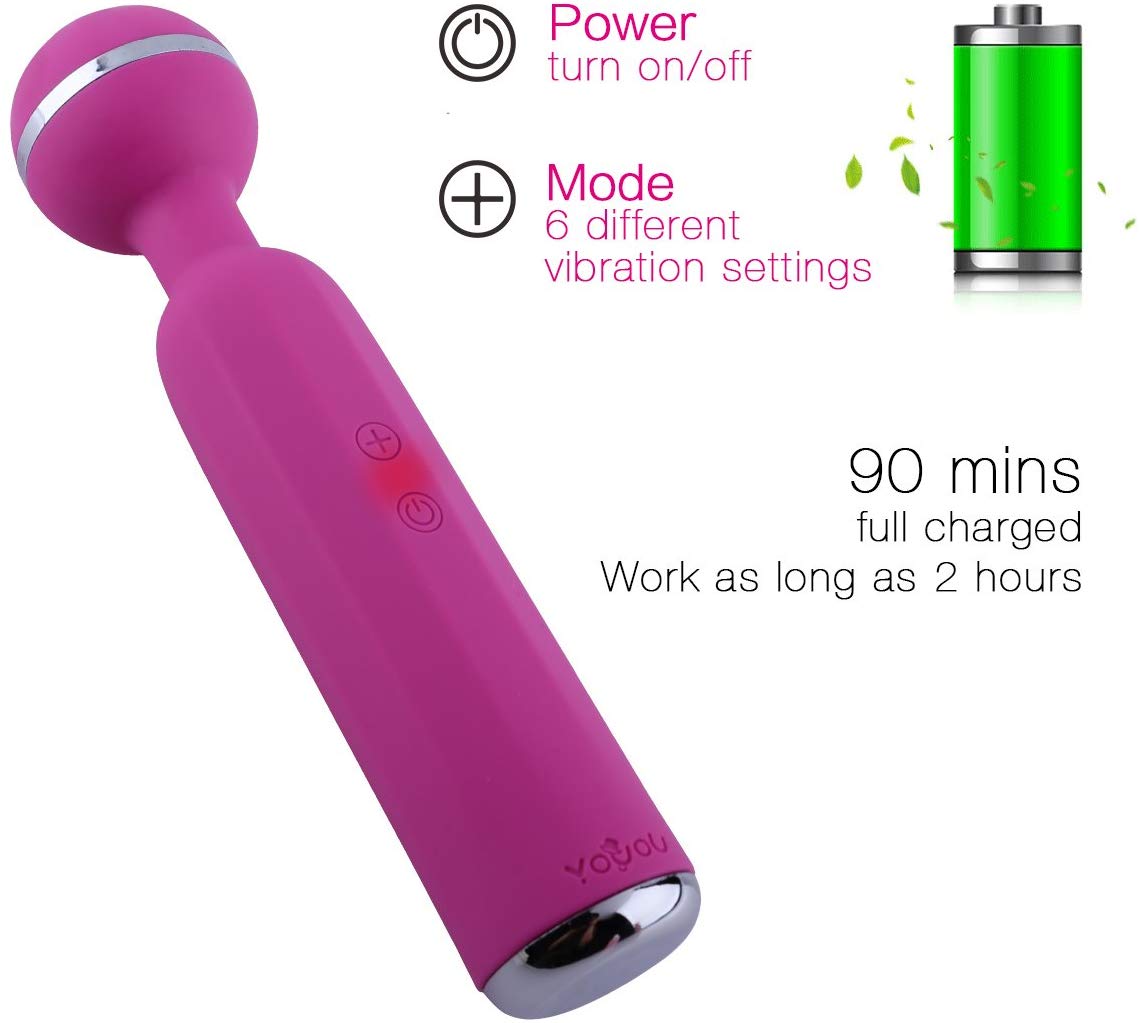 Power
turn on/off
Mode
6 different
vibration settings
90 mins
full charged
Work as long as 2 hours
YOUYOU